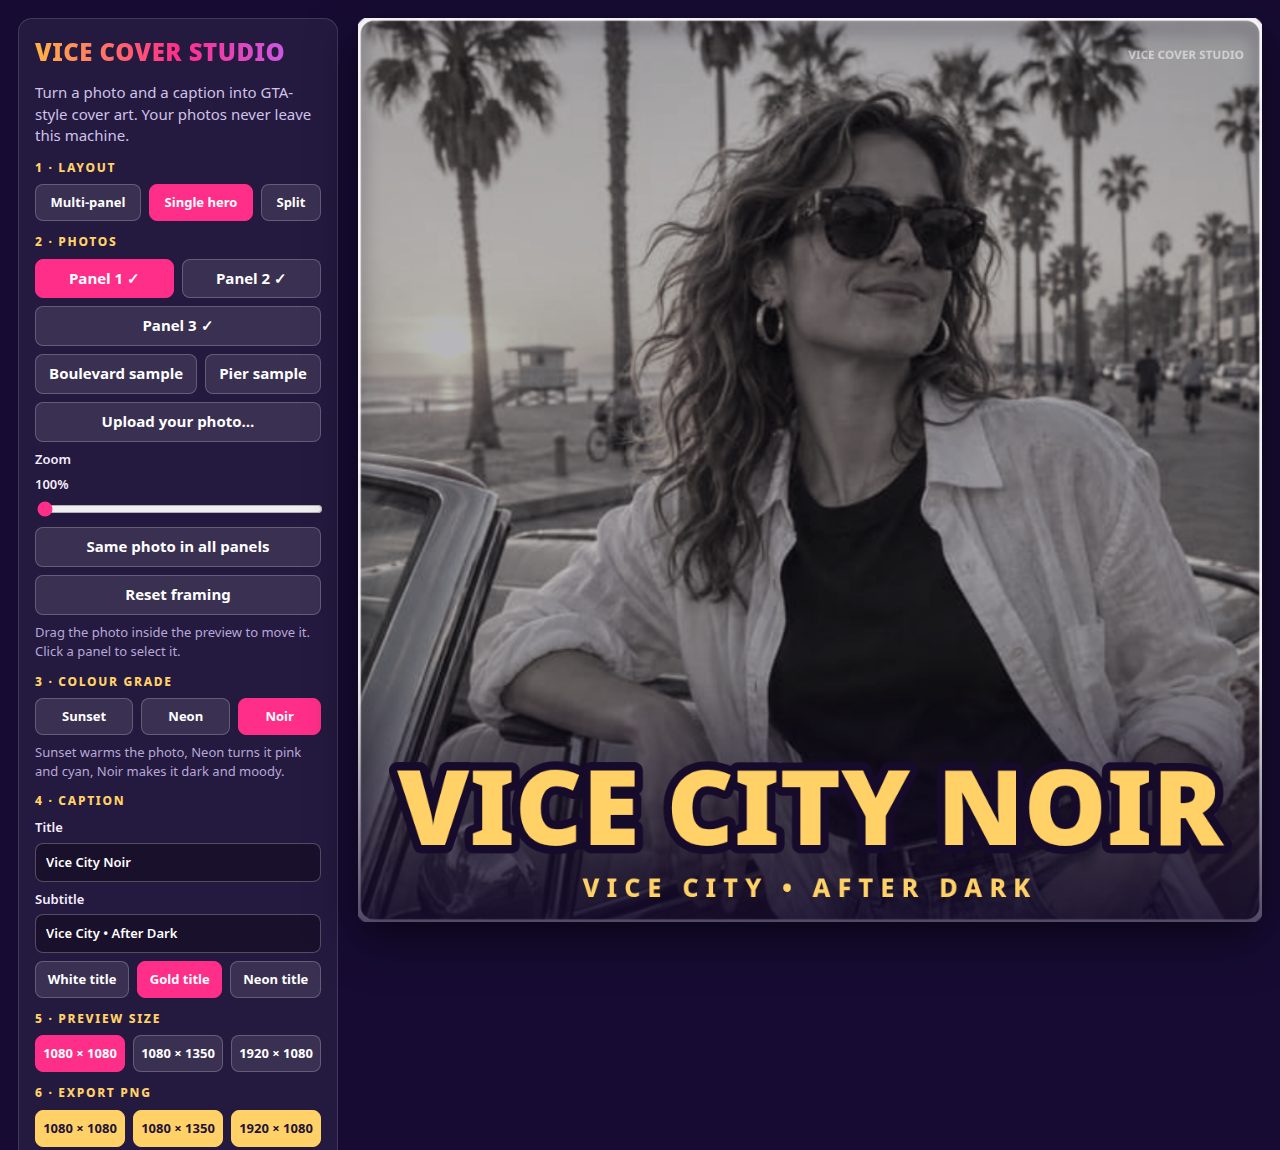 VICE COVER STUDIO
Turn a photo and a caption into GTA-
style cover art. Your photos never leave
this machine.
1 · LAYOUT
Multi-panel
Single hero
Split
2 · PHOTOS
Panel 1 ✓
Panel 2 ✓
Panel 3 ✓
Boulevard sample
Pier sample
Upload your photo...
Zoom
100%
Same photo in all panels
Reset framing
Drag the photo inside the preview to move it.
Click a panel to select it.
3 · COLOUR GRADE
Sunset
Neon
Noir
Sunset warms the photo, Neon turns it pink
and cyan, Noir makes it dark and moody.
4 · CAPTION
Title
Vice City Noir
Subtitle
Vice City • After Dark
White title
Gold title
Neon title
5 · PREVIEW SIZE
1080 × 1080
1080 × 1350
1920 × 1080
6 · EXPORT PNG
1080 × 1080
1080 × 1350
1920 × 1080
VICE COVER STUDIO
VICE CITY NOIR
VICE CITY • AFTER DARK